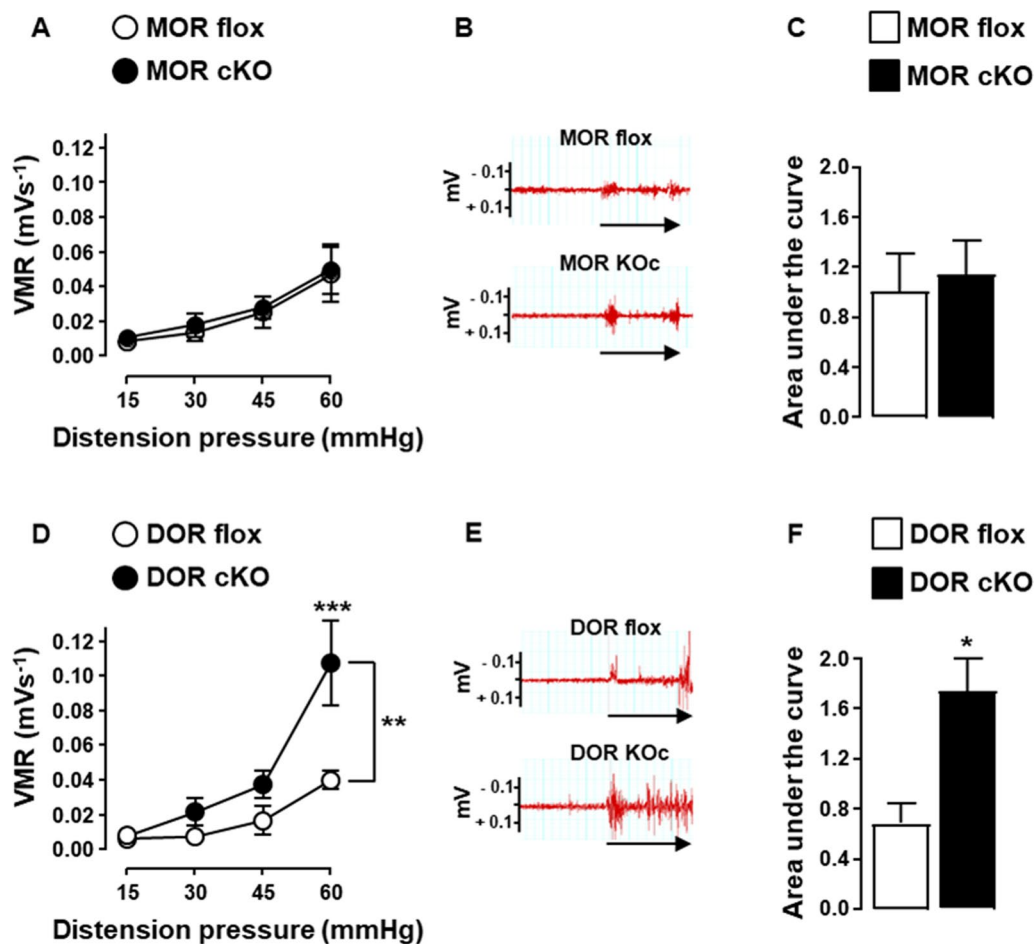 A
MOR flox
MOR cKO
VMR (mVs-1)
0.12
0.10
0.08
0.06
0.04
0.02
0.00
15 30 45 60
Distension pressure (mmHg)
B
MOR flox
mV
- 0.1
+ 0.1
MOR KOc
mV
- 0.1
+ 0.1
C
MOR flox
MOR cKO
Area under the curve
2.0
1.6
1.2
0.8
0.4
0.0
D
DOR flox
DOR cKO
VMR (mVs-1)
0.12
0.10
0.08
0.06
0.04
0.02
0.00
***
**
15 30 45 60
Distension pressure (mmHg)
E
DOR flox
mV
- 0.1
+ 0.1
DOR KOc
mV
- 0.1
+ 0.1
F
DOR flox
DOR cKO
Area under the curve
2.0
1.6
1.2
0.8
0.4
0.0
*